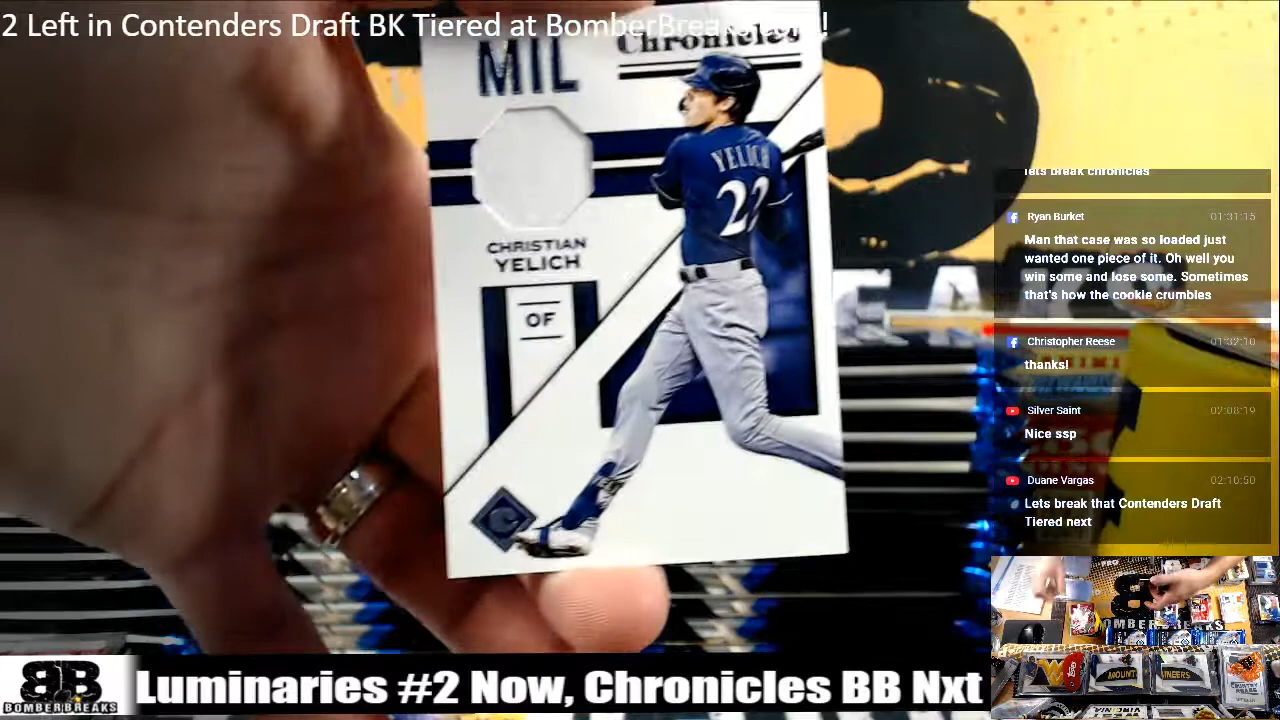 2 Left in Contenders Draft BK Tiered at BomberBreaks.com!
MIL
Chronicles
YELICH
22
CHRISTIAN
YELICH
OF
lets break chronicles
Ryan Burket 01:31:15
Man that case was so loaded just
wanted one piece of it. Oh well you
win some and lose some. Sometimes
that's how the cookie crumbles
Christopher Reese 01:32:10
thanks!
Silver Saint 02:08:19
Nice ssp
Duane Vargas 02:10:50
Lets break that Contenders Draft
Tiered next
BB
BOMBER BREAKS
Luminaries #2 Now, Chronicles BB Nxt
BOMBERBREAKS
MOUNT